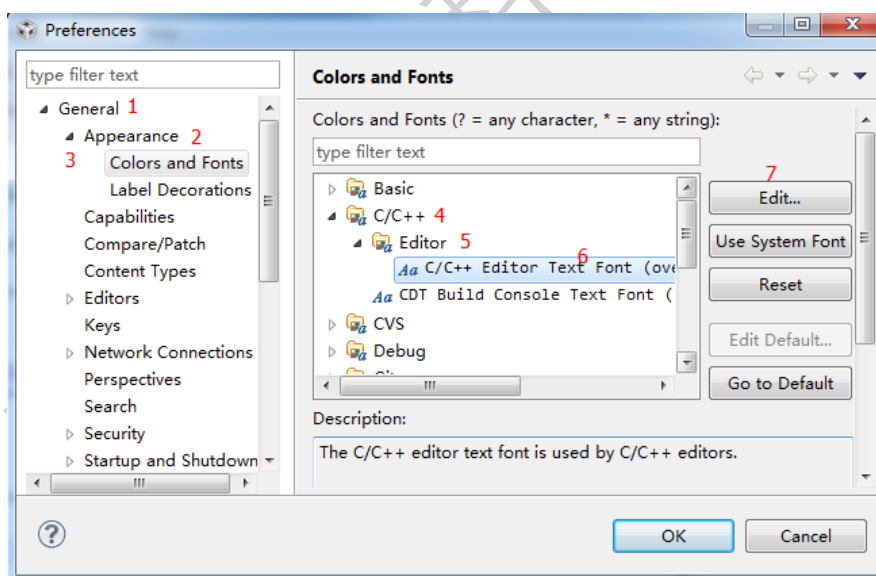 Preferences
type filter text
General 1
Appearance 2
3 Colors and Fonts
Label Decorations
Capabilities
Compare/Patch
Content Types
Editors
Keys
Network Connections
Perspectives
Search
Security
Startup and Shutdown
Colors and Fonts
Colors and Fonts (? = any character, * = any string):
type filter text
Basic
C/C++ 4
Editor 5
6
Aa C/C++ Editor Text Font (ove
Aa CDT Build Console Text Font (
CVS
Debug
7
Edit...
Use System Font
Reset
Edit Default...
Go to Default
Description:
The C/C++ editor text font is used by C/C++ editors.
?
OK
Cancel